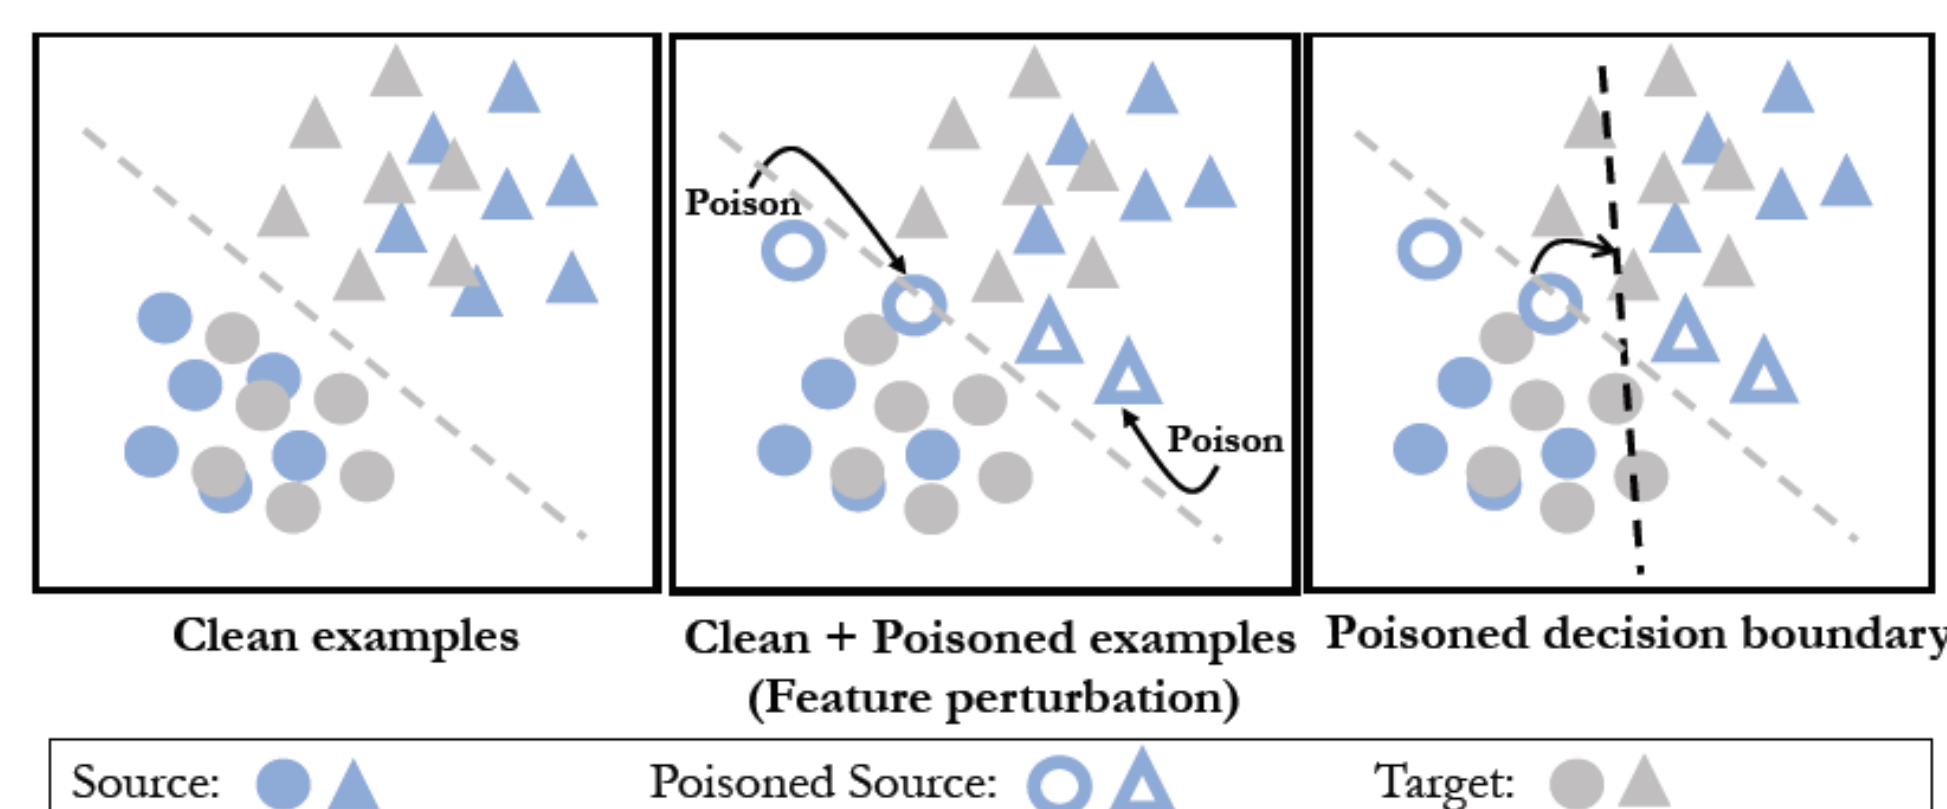 Poison
Poison
Clean examples
Clean + Poisoned examples
(Feature perturbation)
Poisoned decision boundary
Source:
Poisoned Source:
Target: